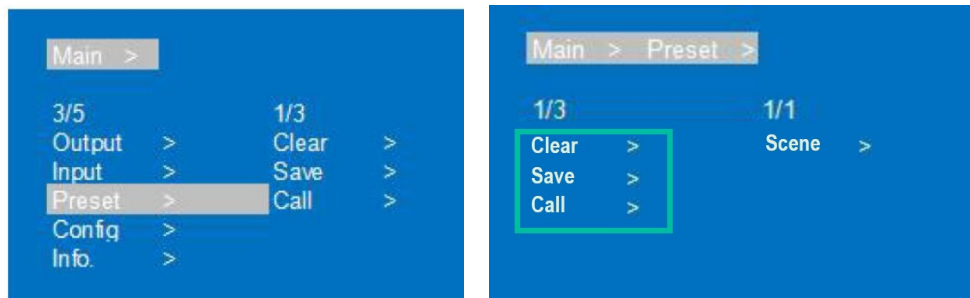 Main >
3/5 1/3
Output > Clear >
Input > Save >
Preset > Call >
Config >
Info. >
Main > Preset >
1/3 1/1
Clear > Scene >
Save >
Call >